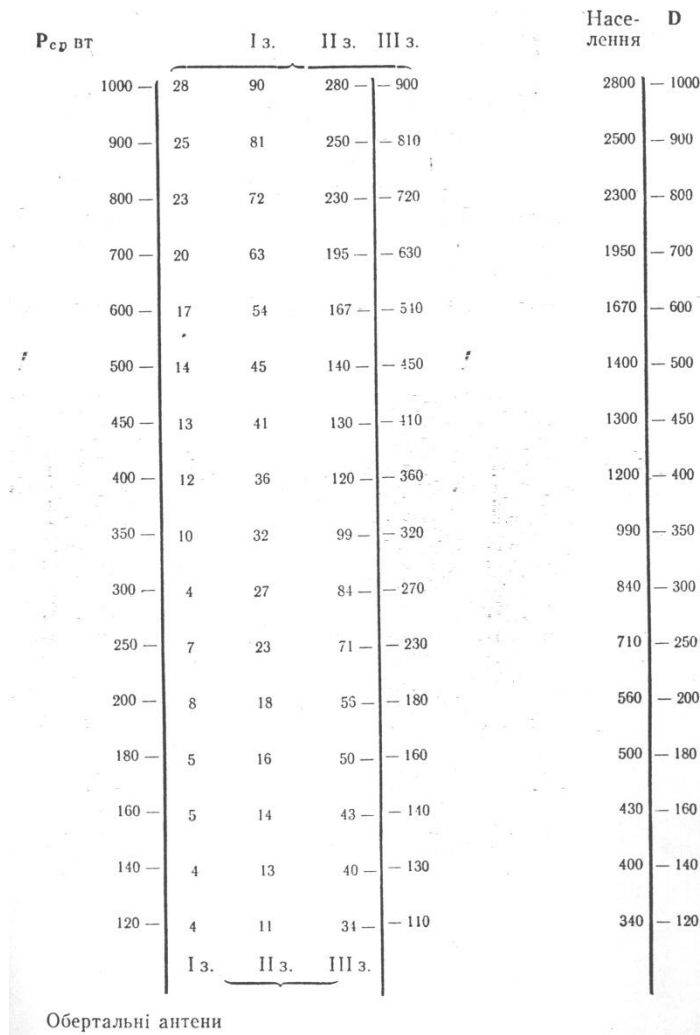 Рср вт I з. II з. III з. Насе-лення D
1000 — 28 90 280 — — 900 2800 — 1000
900 — 25 81 250 — — 810 2500 — 900
800 — 23 72 230 — — 720 2300 — 800
700 — 20 63 195 — — 630 1950 — 700
600 — 17 54 167 — — 510 1670 — 600
500 — 14 45 140 — — 450 1400 — 500
450 — 13 41 130 — — 410 1300 — 450
400 — 12 36 120 — — 360 1200 — 400
350 — 10 32 99 — — 320 990 — 350
300 — 4 27 84 — — 270 840 — 300
250 — 7 23 71 — — 230 710 — 250
200 — 8 18 56 — — 180 560 — 200
180 — 5 16 50 — — 160 500 — 180
160 — 5 14 43 — — 140 430 — 160
140 — 4 13 40 — — 130 400 — 140
120 — 4 11 34 — — 110 340 — 120
I з. II з. III з.
Обертальні антени